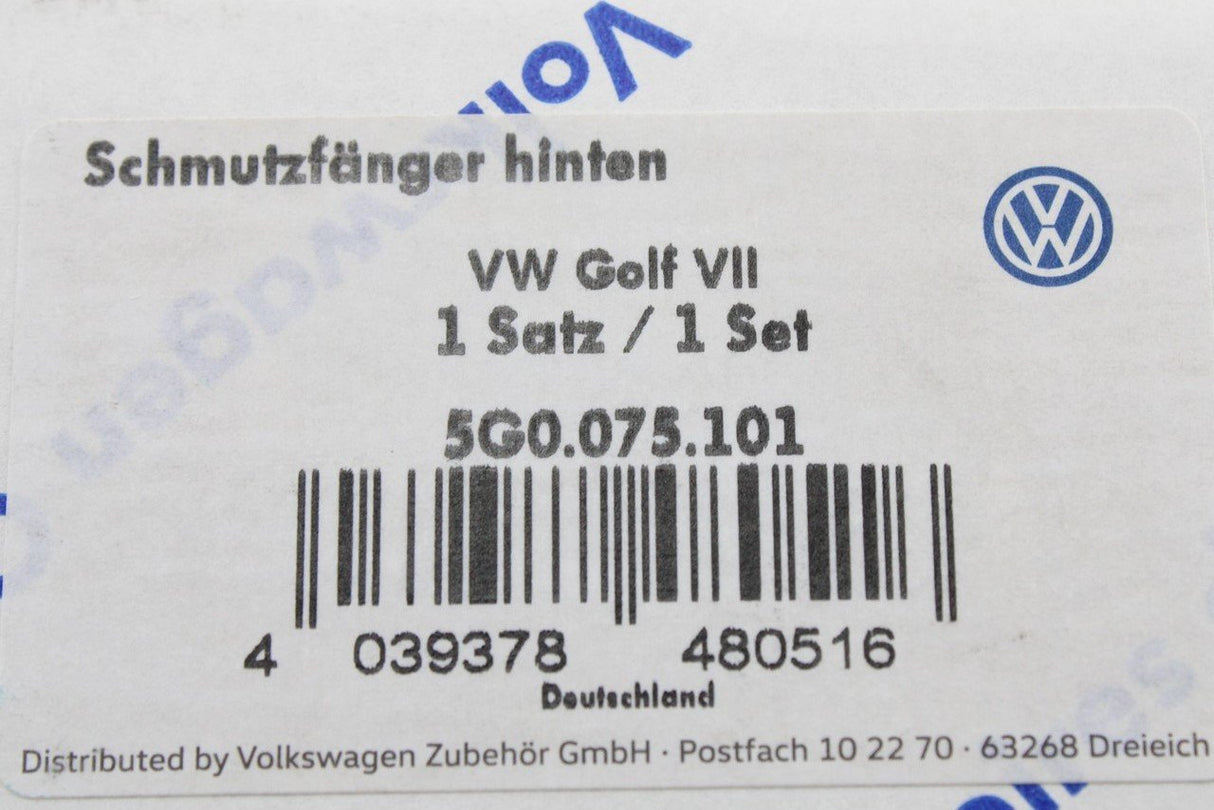 Volkswagen
Schmutzfänger hinten
VW Golf VII
1 Satz / 1 Set
5G0.075.101
4 039378 480516
Deutschland
Distributed by Volkswagen Zubehör GmbH · Postfach 10 22 70 · 63268 Dreieich